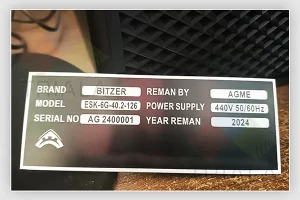 BRAND BITZER REMAN BY AGME
MODEL ESK-6G-40.2-126 POWER SUPPLY 440V 50/60Hz
SERIAL NO AG 2400001 YEAR REMAN 2024